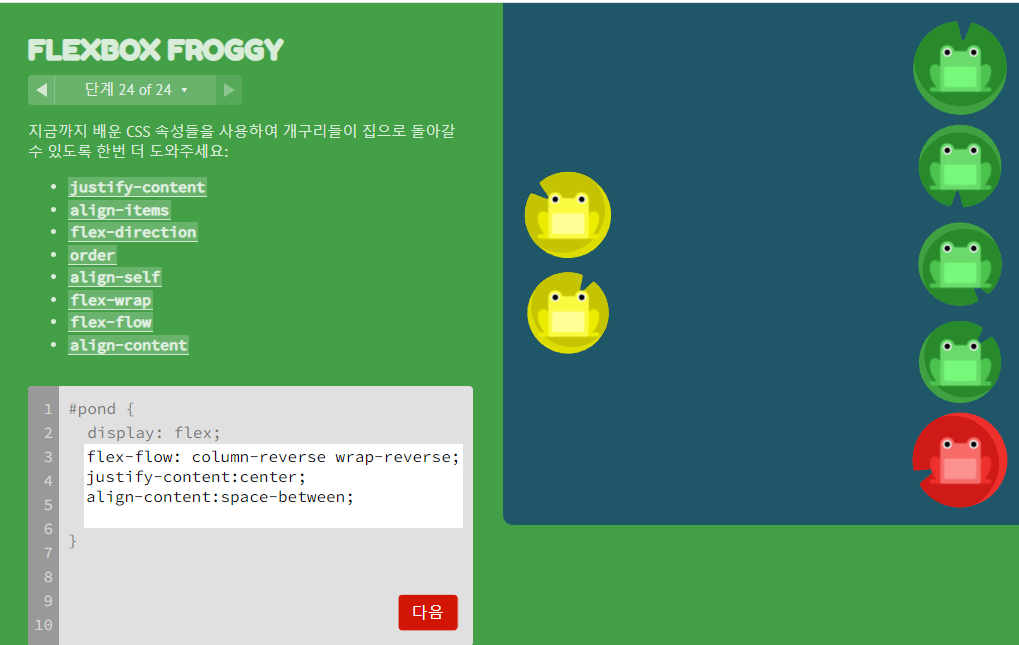 FLEXBOX FROGGY
◀ 단계 24 of 24 ▼ ▶
지금까지 배운 CSS 속성들을 사용하여 개구리들이 집으로 돌아갈
수 있도록 한번 더 도와주세요:
• justify-content
• align-items
• flex-direction
• order
• align-self
• flex-wrap
• flex-flow
• align-content
1 #pond {
2 display: flex;
3 flex-flow: column-reverse wrap-reverse;
4 justify-content:center;
5 align-content:space-between;
6
7 }
8
9
10
다음